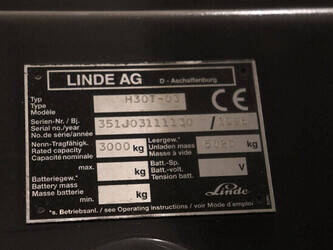 LINDE AG
D - Aschaffenburg
Typ
Type H30T-03
Modèle
CE
Serien-Nr. / Bj.
Serial no./year
No.de série/année
Nenn-Tragfähigk. Leergew.*
Rated capacity 3000 kg Unladen mass kg
Capacité nominale Masse à vide
max. kg Batt.-Sp.
Batteriegew.* Batt.-volt. V
Battery mass Tension batt.
Masse batterie kg
min. Linde
*s. Betriebsanl. / see Operating instructions / voir Mode d'emploi